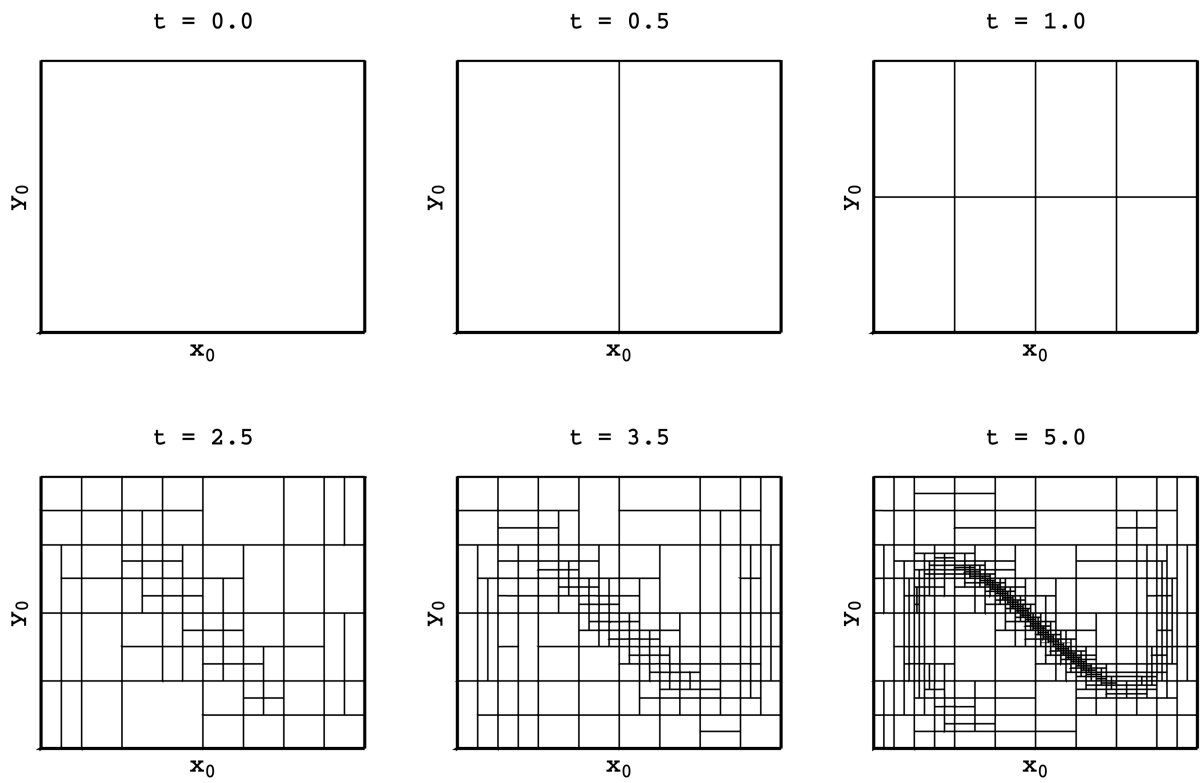 t = 0.0 t = 0.5 t = 1.0
y₀ y₀ y₀
x₀ x₀ x₀
t = 2.5 t = 3.5 t = 5.0
y₀ y₀ y₀
x₀ x₀ x₀